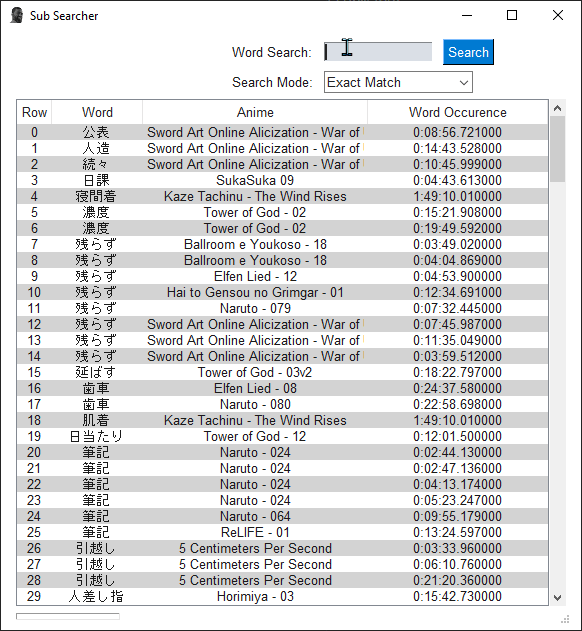 Sub Searcher
Word Search: Search
Search Mode: Exact Match
Row Word Anime Word Occurence
0 公表 Sword Art Online Alicization - War of 0:08:56.721000
1 人造 Sword Art Online Alicization - War of 0:14:43.528000
2 続々 Sword Art Online Alicization - War of 0:10:45.999000
3 日課 SukaSuka 09 0:04:43.613000
4 寝間着 Kaze Tachinu - The Wind Rises 1:49:10.010000
5 濃度 Tower of God - 02 0:15:21.908000
6 濃度 Tower of God - 02 0:19:49.592000
7 残らず Ballroom e Youkoso - 18 0:03:49.020000
8 残らず Ballroom e Youkoso - 18 0:04:04.869000
9 残らず Elfen Lied - 12 0:04:53.900000
10 残らず Hai to Gensou no Grimgar - 01 0:12:34.691000
11 残らず Naruto - 079 0:07:32.445000
12 残らず Sword Art Online Alicization - War of 0:07:45.987000
13 残らず Sword Art Online Alicization - War of 0:11:35.049000
14 残らず Sword Art Online Alicization - War of 0:03:59.512000
15 延ばす Tower of God - 03v2 0:18:22.797000
16 歯車 Elfen Lied - 08 0:24:37.580000
17 歯車 Naruto - 080 0:22:58.698000
18 肌着 Kaze Tachinu - The Wind Rises 1:49:10.010000
19 日当たり Tower of God - 12 0:12:01.500000
20 筆記 Naruto - 024 0:02:44.130000
21 筆記 Naruto - 024 0:02:47.136000
22 筆記 Naruto - 024 0:04:13.174000
23 筆記 Naruto - 024 0:05:23.247000
24 筆記 Naruto - 064 0:09:55.179000
25 筆記 ReLIFE - 01 0:13:24.597000
26 引越し 5 Centimeters Per Second 0:03:33.960000
27 引越し 5 Centimeters Per Second 0:06:10.760000
28 引越し 5 Centimeters Per Second 0:21:20.360000
29 人差し指 Horimiya - 03 0:15:42.730000